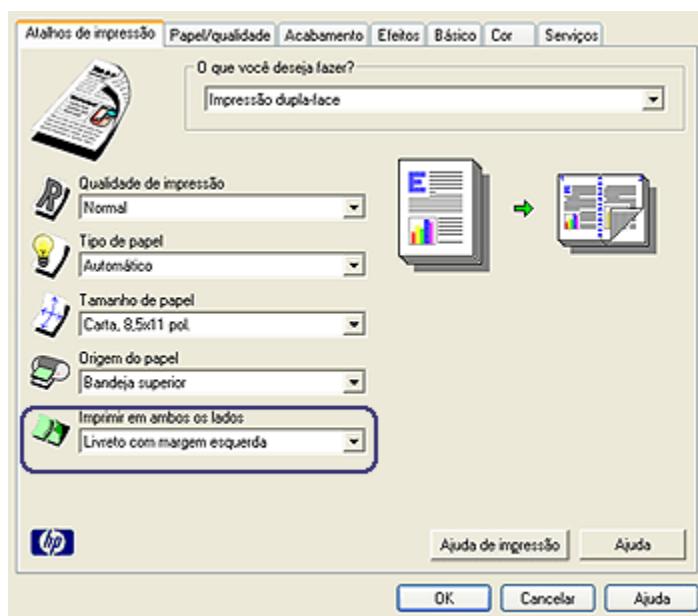 Atalhos de impressão Papel/qualidade Acabamento Efeitos Básico Cor Serviços
O que você deseja fazer?
Impressão dupla-face
Qualidade de impressão
Normal
Tipo de papel
Automático
Tamanho de papel
Carta, 8,5x11 pol.
Origem do papel
Bandeja superior
Imprimir em ambos os lados
Livreto com margem esquerda
hp
Ajuda de impressão Ajuda
OK Cancelar Ajuda